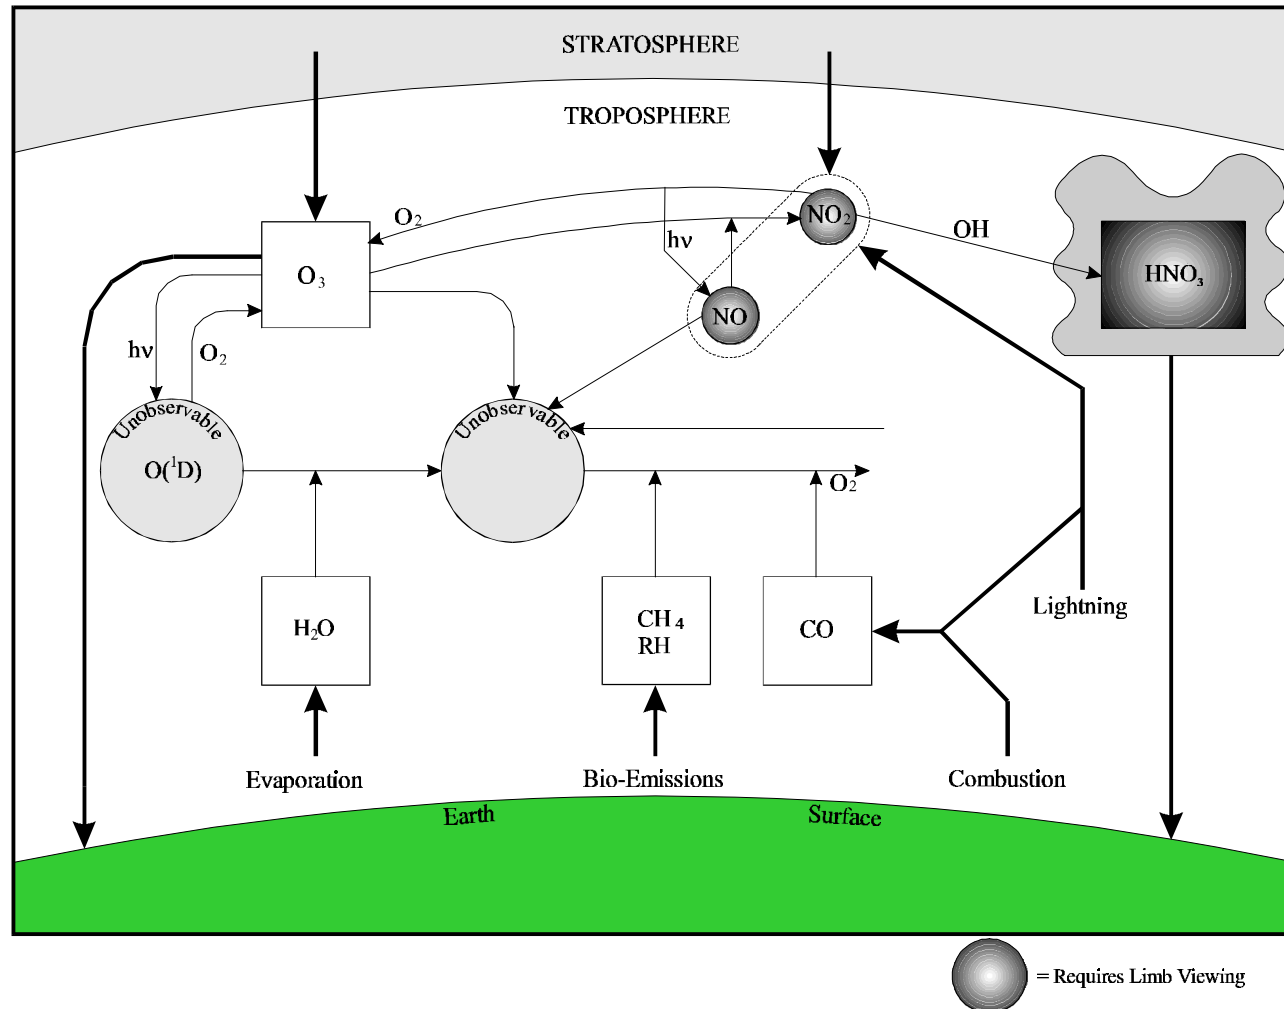 STRATOSPHERE
TROPOSPHERE
O₂
NO₂
hν
OH
O₃
HNO₃
NO
hν
O₂
Unobservable
O(¹D)
Unobservable
O₂
H₂O
CH₄
RH
CO
Lightning
Evaporation
Bio-Emissions
Combustion
Earth
Surface
= Requires Limb Viewing